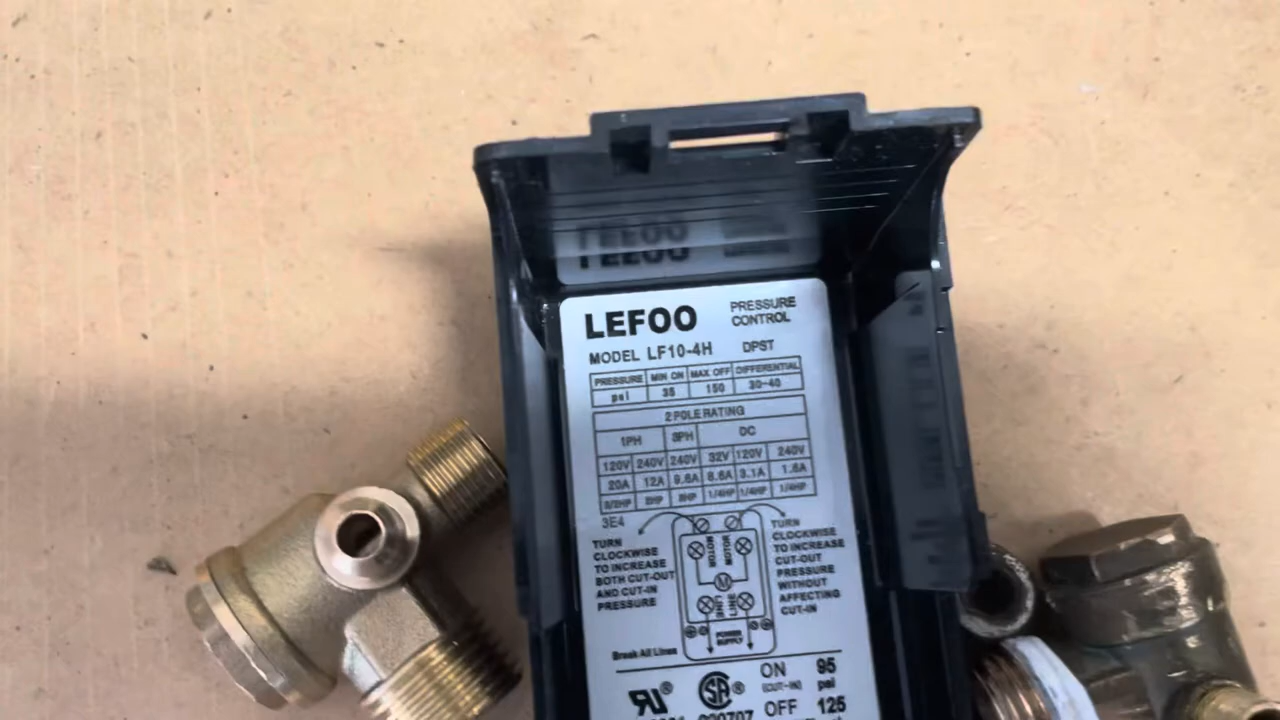 LEFOO PRESSURE CONTROL
MODEL LF10-4H DPST
PRESSURE MIN ON MAX OFF DIFFERENTIAL
psi 35 150 30-40
2 POLE RATING
1PH 3PH DC
120V 240V 240V 32V 120V 240V
20A 12A 9.6A 8.6A 3.1A 1.6A
2HP 3HP 1/4HP 1/4HP 1/4HP
3E4
TURN
CLOCKWISE
TO INCREASE
BOTH CUT-OUT
AND CUT-IN
PRESSURE
MOTOR MOTOR
M
LINE LINE
POWER
SUPPLY
TURN
CLOCKWISE
TO INCREASE
CUT-OUT
PRESSURE
WITHOUT
AFFECTING
CUT-IN
Break All Lines
ON 95
(CUT-IN) psi
OFF 125